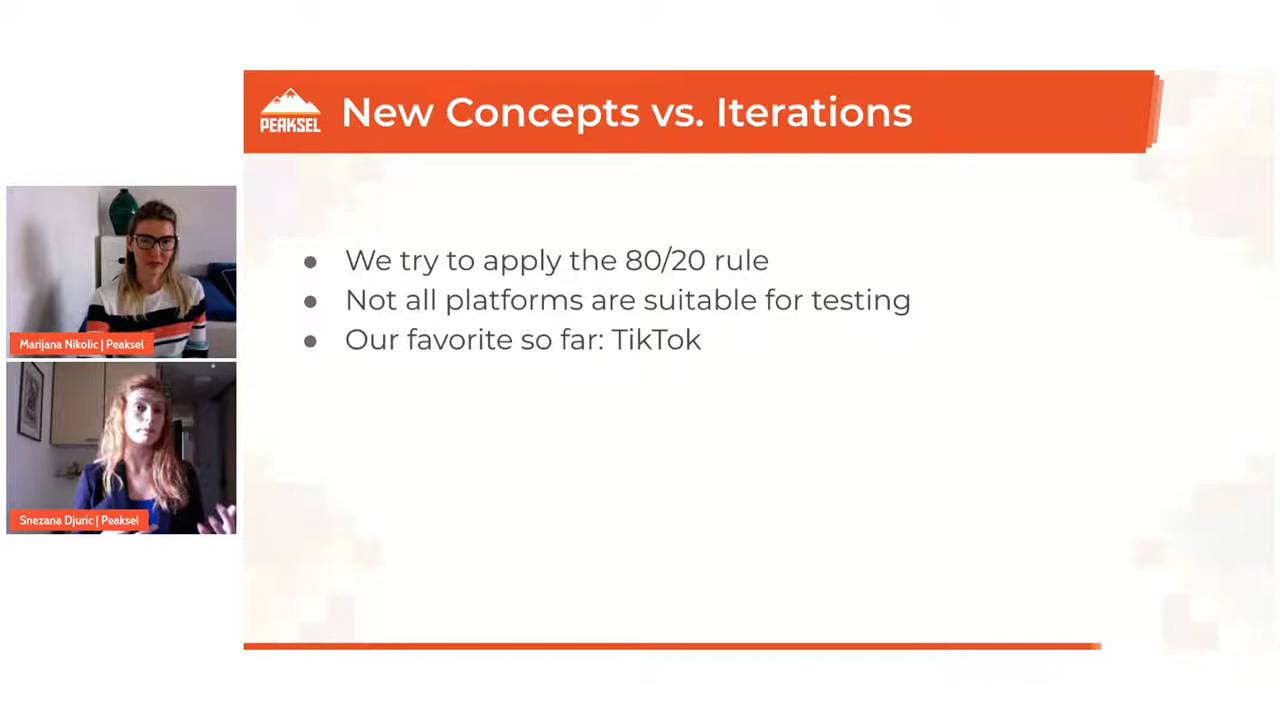 PEAKSEL
New Concepts vs. Iterations
● We try to apply the 80/20 rule
● Not all platforms are suitable for testing
● Our favorite so far: TikTok
Marijana Nikolic | Peaksel
Snezana Djuric | Peaksel